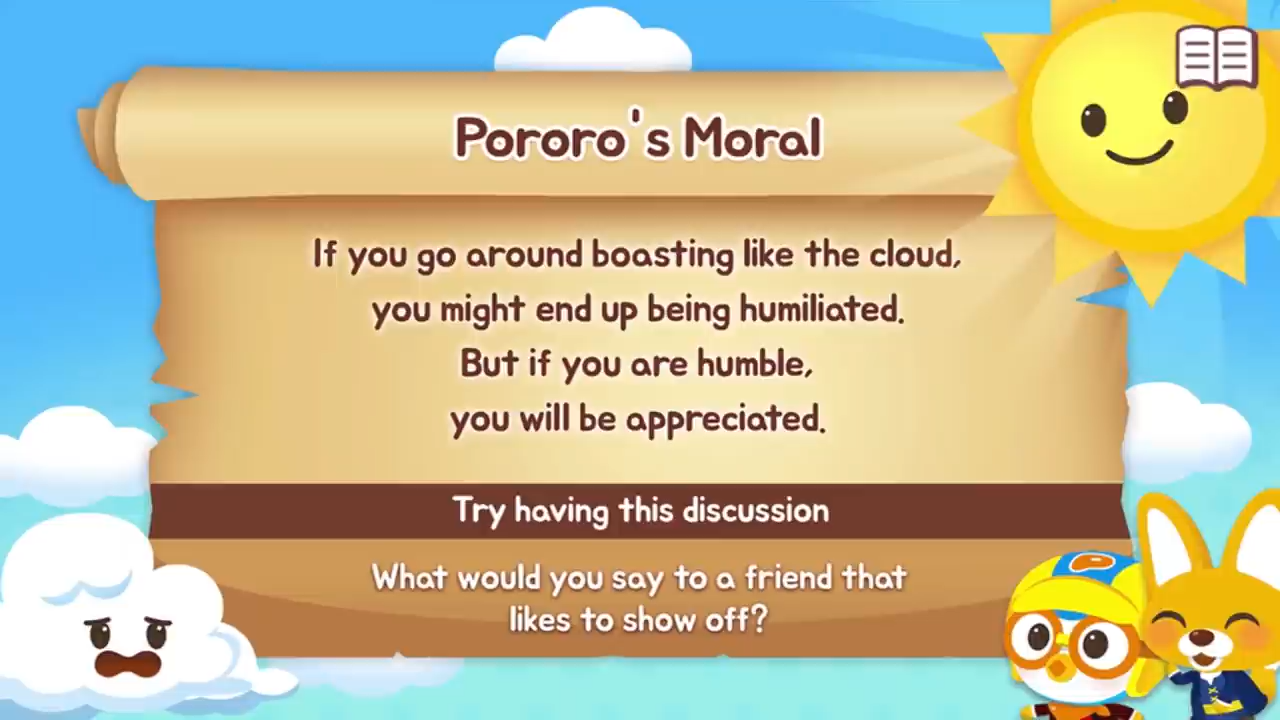 Pororo's Moral
If you go around boasting like the cloud,
you might end up being humiliated.
But if you are humble,
you will be appreciated.
Try having this discussion
What would you say to a friend that
likes to show off?
P